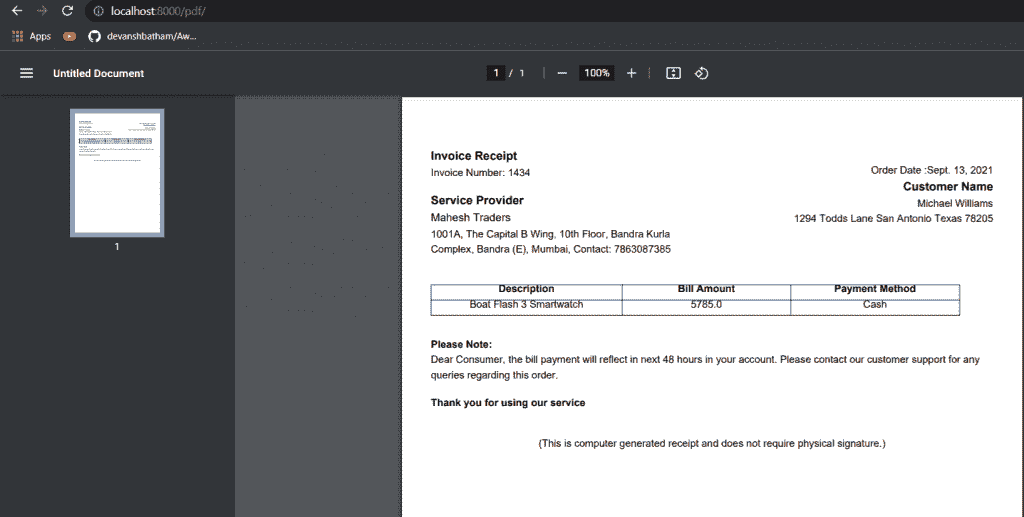 localhost:8000/pdf/
Apps
devanshbatham/Aw...
Untitled Document
1 / 1
100%
1
Invoice Receipt
Invoice Number: 1434
Order Date :Sept. 13, 2021
Customer Name
Michael Williams
1294 Todds Lane San Antonio Texas 78205
Service Provider
Mahesh Traders
1001A, The Capital B Wing, 10th Floor, Bandra Kurla
Complex, Bandra (E), Mumbai, Contact: 7863087385
Description Bill Amount Payment Method
Boat Flash 3 Smartwatch 5785.0 Cash
Please Note:
Dear Consumer, the bill payment will reflect in next 48 hours in your account. Please contact our customer support for any
queries regarding this order.
Thank you for using our service
(This is computer generated receipt and does not require physical signature.)